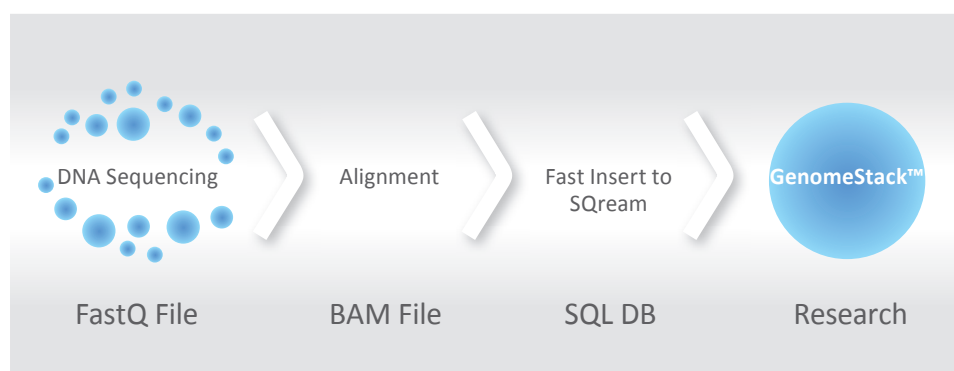 DNA Sequencing
Alignment
Fast Insert to
SQream
GenomeStack™
FastQ File
BAM File
SQL DB
Research